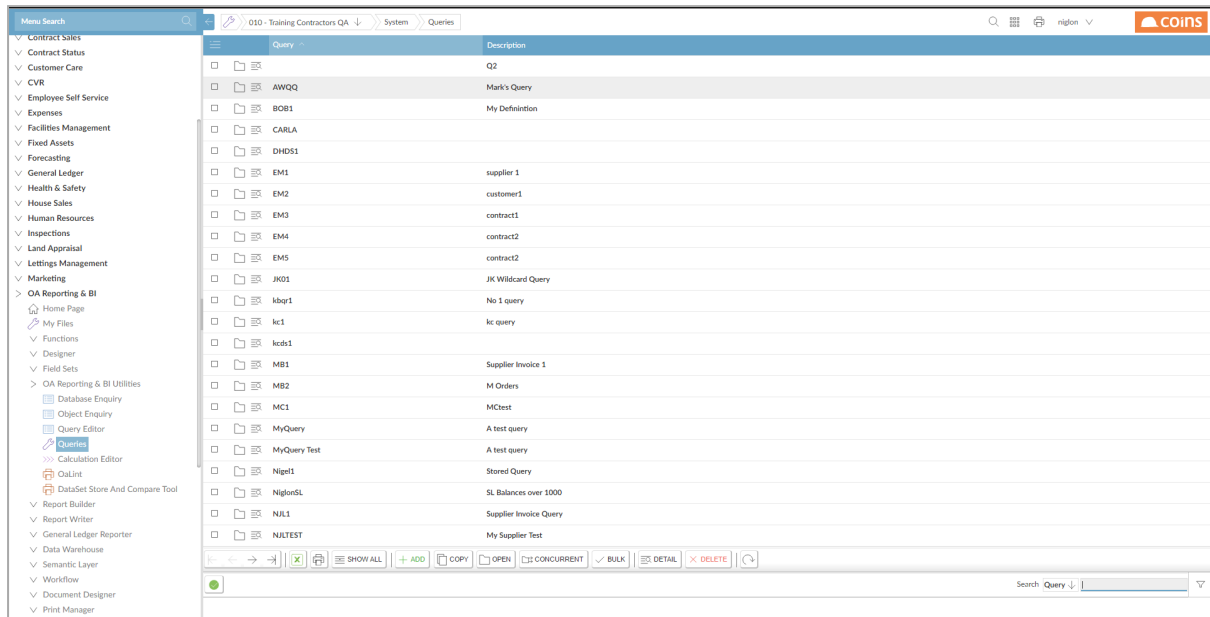 Menu Search
010 - Training Contractors QA
System
Queries
niglon
coins
Contract Sales
Contract Status
Customer Care
CVR
Employee Self Service
Expenses
Facilities Management
Fixed Assets
Forecasting
General Ledger
Health & Safety
House Sales
Human Resources
Inspections
Land Appraisal
Lettings Management
Marketing
OA Reporting & BI
Home Page
My Files
Functions
Designer
Field Sets
OA Reporting & BI Utilities
Database Enquiry
Object Enquiry
Query Editor
Queries
Calculation Editor
OaLint
DataSet Store And Compare Tool
Report Builder
Report Writer
General Ledger Reporter
Data Warehouse
Semantic Layer
Workflow
Document Designer
Print Manager
Query Description
Q2
AWQQ Mark's Query
BOB1 My Definintion
CARLA
DHDS1
EM1 supplier 1
EM2 customer1
EM3 contract1
EM4 contract2
EM5 contract2
JK01 JK Wildcard Query
kbqr1 No 1 query
kc1 kc query
kcds1
MB1 Supplier Invoice 1
MB2 M Orders
MC1 MCtest
MyQuery A test query
MyQuery Test A test query
Nigel1 Stored Query
NiglonSL SL Balances over 1000
NJL1 Supplier Invoice Query
NJLTEST My Supplier Test
SHOW ALL ADD COPY OPEN CONCURRENT BULK DETAIL DELETE
Search Query